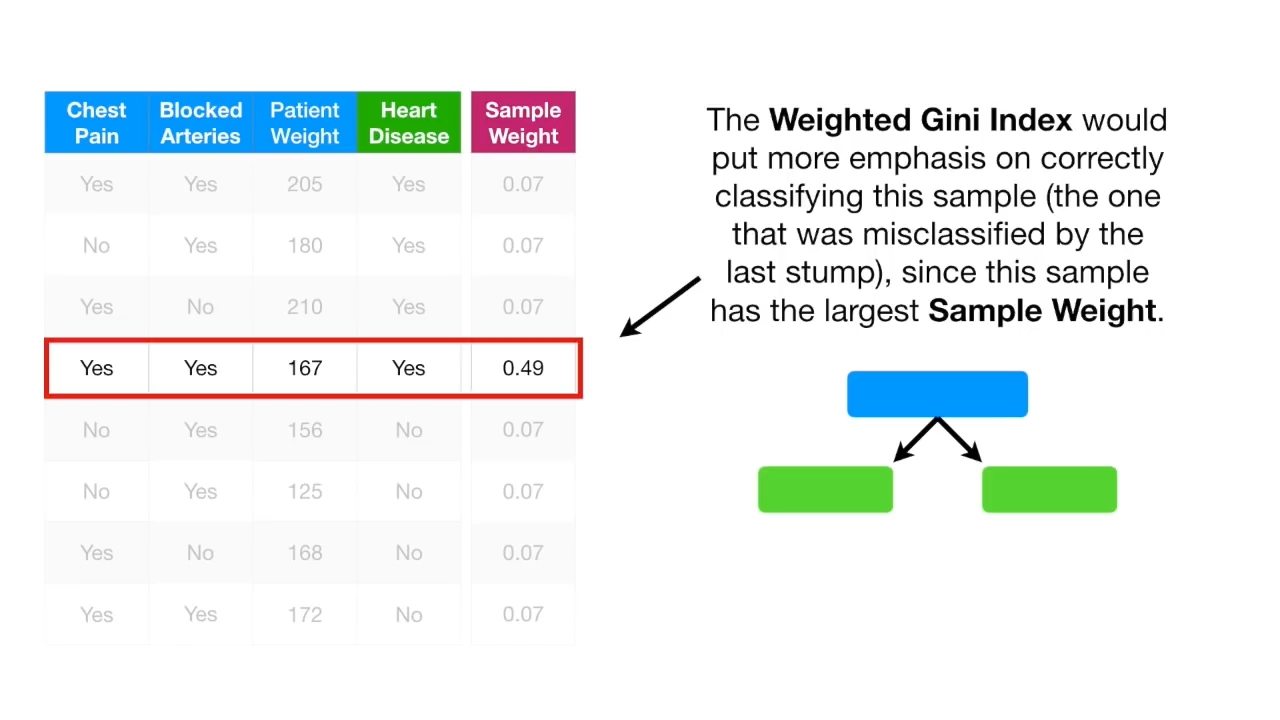 Chest Pain Blocked Arteries Patient Weight Heart Disease Sample Weight
Yes Yes 205 Yes 0.07
No Yes 180 Yes 0.07
Yes No 210 Yes 0.07
Yes Yes 167 Yes 0.49
No Yes 156 No 0.07
No Yes 125 No 0.07
Yes No 168 No 0.07
Yes Yes 172 No 0.07
The Weighted Gini Index would
put more emphasis on correctly
classifying this sample (the one
that was misclassified by the
last stump), since this sample
has the largest Sample Weight.